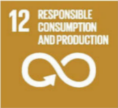 12 RESPONSIBLE
CONSUMPTION
AND PRODUCTION